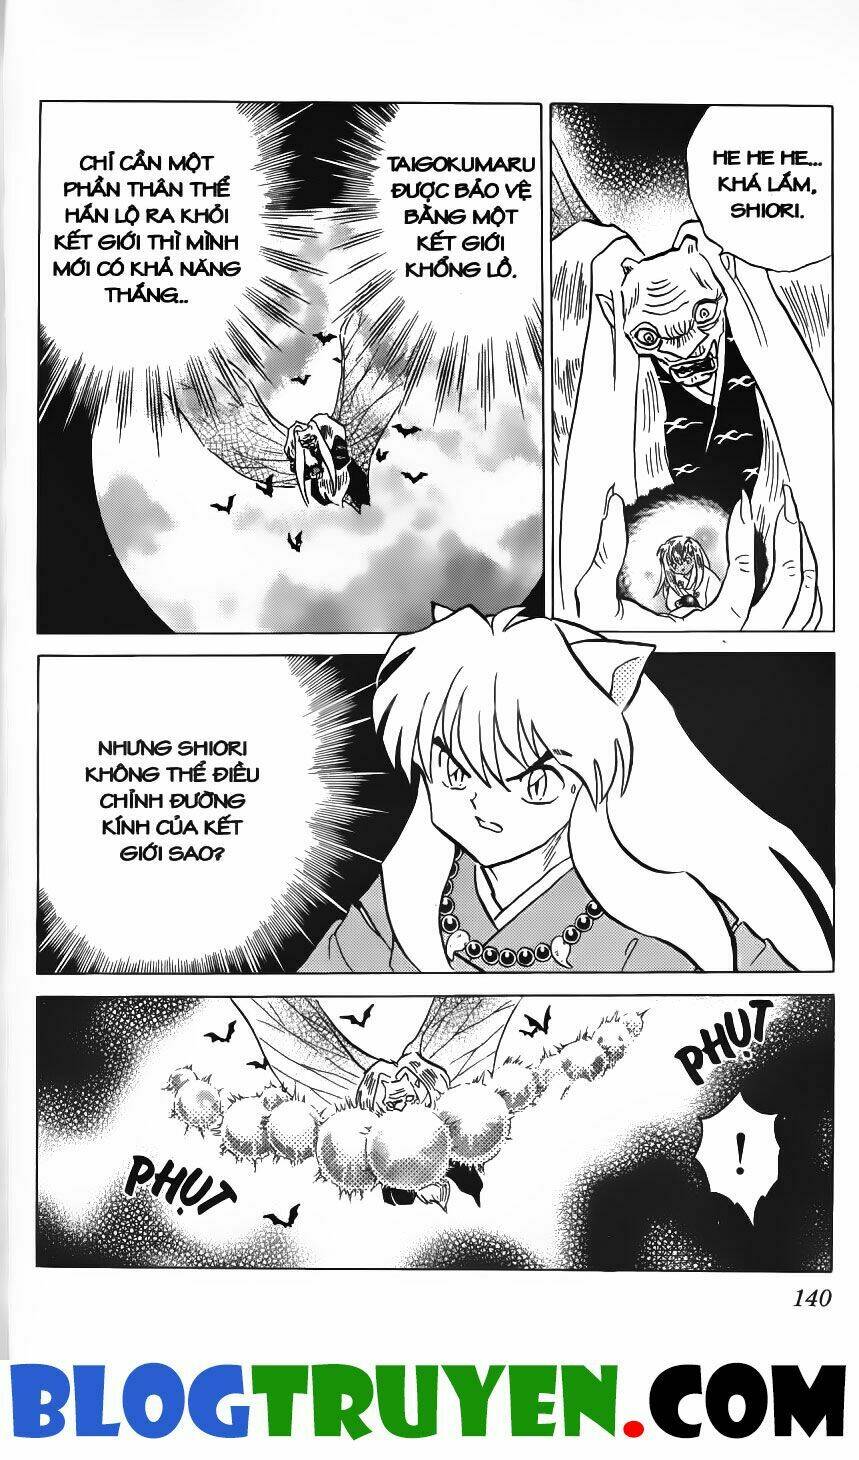 HE HE HE...
KHÁ LẮM,
SHIORI.
TAIGOKUMARU
ĐƯỢC BẢO VỆ
BẰNG MỘT
KẾT GIỚI
KHỔNG LỒ.
CHỈ CẦN MỘT
PHẦN THÂN THỂ
HẮN LỘ RA KHỎI
KẾT GIỚI THÌ MÌNH
MỚI CÓ KHẢ NĂNG
THẮNG...
NHƯNG SHIORI
KHÔNG THỂ ĐIỀU
CHỈNH ĐƯỜNG
KÍNH CỦA KẾT
GIỚI SAO?
PHỤT
!
PHỤT
140
BLOGTRUYEN.COM